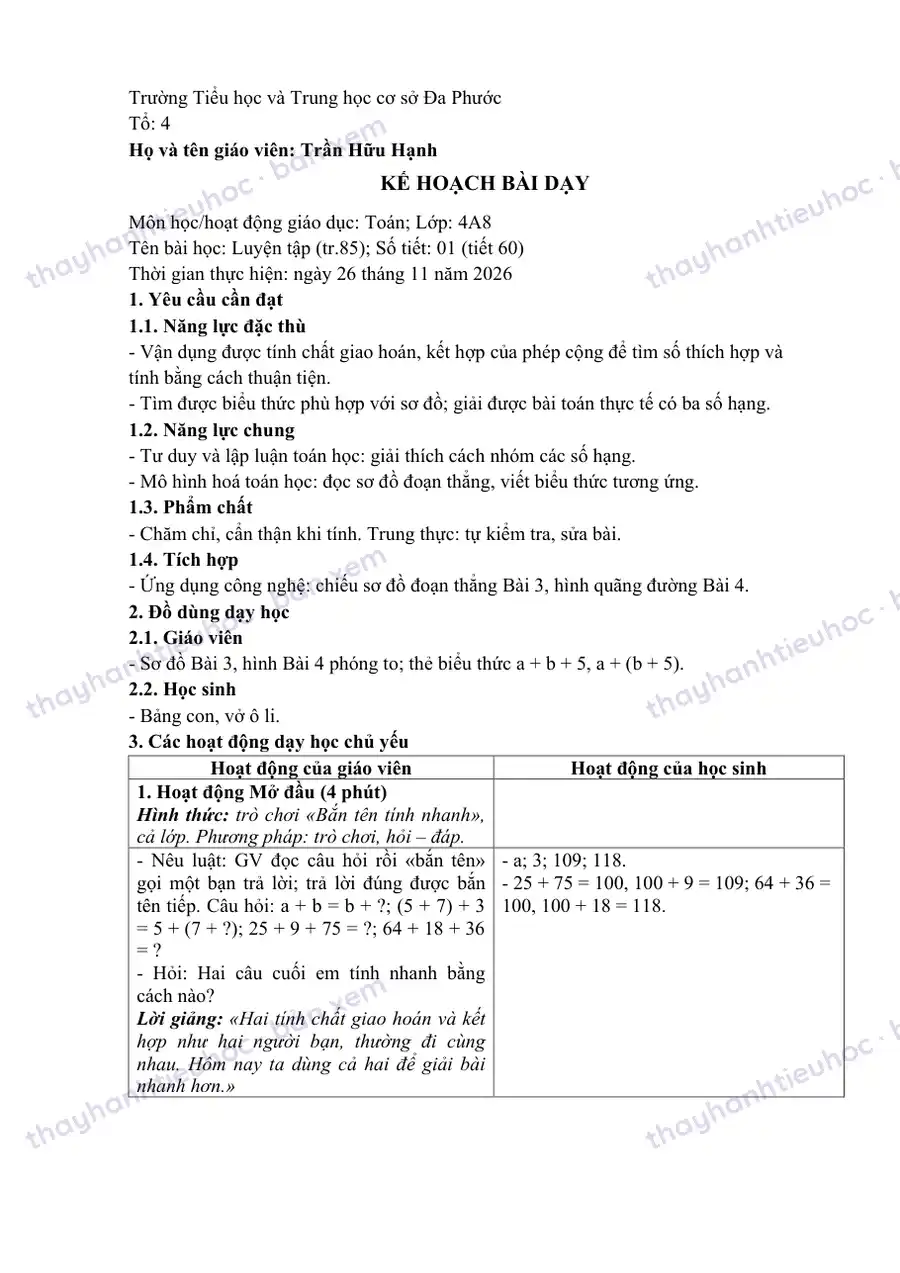 Trường Tiểu học và Trung học cơ sở Đa Phước
Tổ: 4
Họ và tên giáo viên: Trần Hữu Hạnh
KẾ HOẠCH BÀI DẠY
Môn học/hoạt động giáo dục: Toán; Lớp: 4A8
Tên bài học: Luyện tập (tr.85); Số tiết: 01 (tiết 60)
Thời gian thực hiện: ngày 26 tháng 11 năm 2026
1. Yêu cầu cần đạt
1.1. Năng lực đặc thù
- Vận dụng được tính chất giao hoán, kết hợp của phép cộng để tìm số thích hợp và
tính bằng cách thuận tiện.
- Tìm được biểu thức phù hợp với sơ đồ; giải được bài toán thực tế có ba số hạng.
1.2. Năng lực chung
- Tư duy và lập luận toán học: giải thích cách nhóm các số hạng.
- Mô hình hoá toán học: đọc sơ đồ đoạn thẳng, viết biểu thức tương ứng.
1.3. Phẩm chất
- Chăm chỉ, cẩn thận khi tính. Trung thực: tự kiểm tra, sửa bài.
1.4. Tích hợp
- Ứng dụng công nghệ: chiếu sơ đồ đoạn thẳng Bài 3, hình quãng đường Bài 4.
2. Đồ dùng dạy học
2.1. Giáo viên
- Sơ đồ Bài 3, hình Bài 4 phóng to; thẻ biểu thức a + b + 5, a + (b + 5).
2.2. Học sinh
- Bảng con, vở ô li.
3. Các hoạt động dạy học chủ yếu
Hoạt động của giáo viên
Hoạt động của học sinh
1. Hoạt động Mở đầu (4 phút)
Hình thức: trò chơi «Bắn tên tính nhanh»,
cả lớp. Phương pháp: trò chơi, hỏi – đáp.
- Nêu luật: GV đọc câu hỏi rồi «bắn tên»
gọi một bạn trả lời; trả lời đúng được bắn
tên tiếp. Câu hỏi: a + b = b + ?; (5 + 7) + 3
= 5 + (7 + ?); 25 + 9 + 75 = ?; 64 + 18 + 36
= ?
- Hỏi: Hai câu cuối em tính nhanh bằng
cách nào?
Lời giảng: «Hai tính chất giao hoán và kết
hợp như hai người bạn, thường đi cùng
nhau. Hôm nay ta dùng cả hai để giải bài
nhanh hơn.»
- a; 3; 109; 118.
- 25 + 75 = 100, 100 + 9 = 109; 64 + 36 =
100, 100 + 18 = 118.
thayhanhtieuhoc · bản xem
thayhanhtieuhoc · b
thayhanhtieuhoc · bản xem
thayhanhtieuhoc · b
thayhanhtieuhoc · bản xem
thayhanhtieuhoc · b